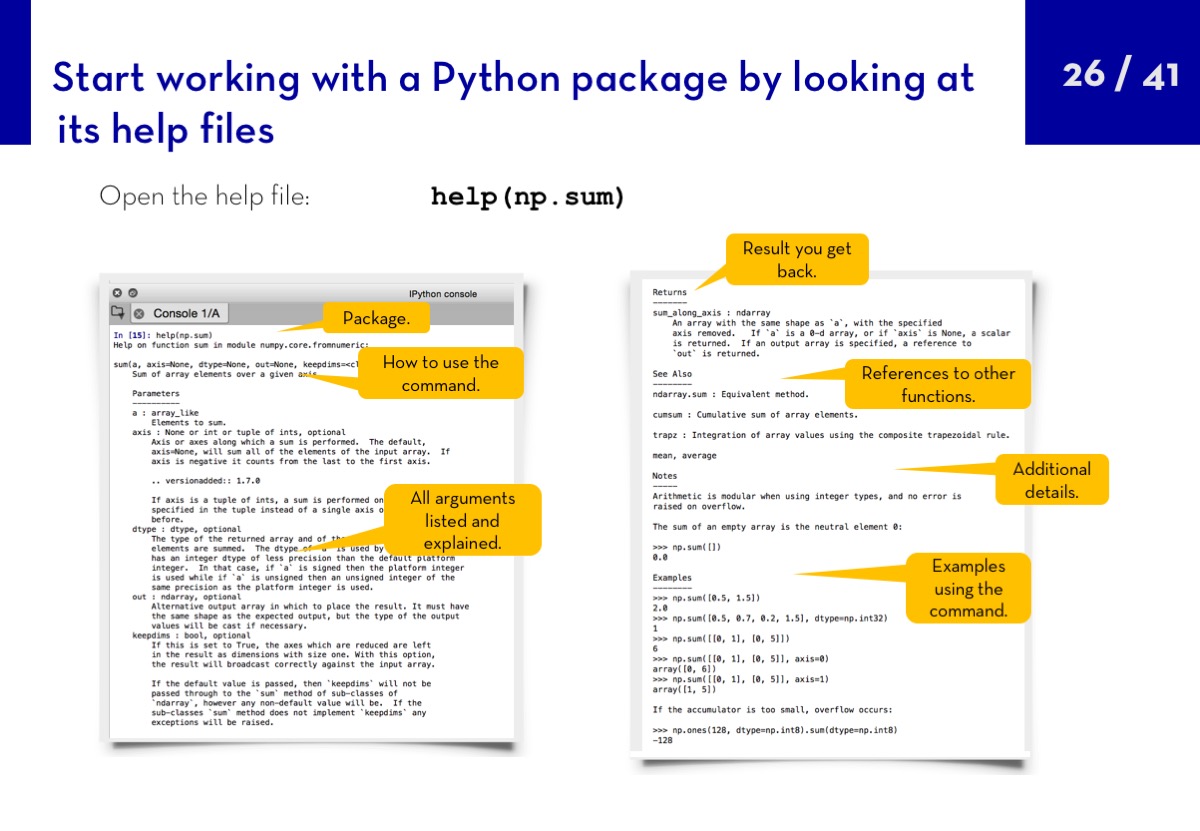 Start working with a Python package by looking at
its help files
26 / 41
Open the help file:
help(np.sum)
IPython console
Console 1/A
Package.
In [15]: help(np.sum)
Help on function sum in module numpy.core.fromnumeric:
How to use the
command.
sum(a, axis=None, dtype=None, out=None, keepdims=<cl
Sum of array elements over a given axis.
Parameters
----------
a : array_like
Elements to sum.
axis : None or int or tuple of ints, optional
Axis or axes along which a sum is performed.  The default,
axis=None, will sum all of the elements of the input array.  If
axis is negative it counts from the last to the first axis.
.. versionadded:: 1.7.0
If axis is a tuple of ints, a sum is performed on
specified in the tuple instead of a single axis o
before.
All arguments
listed and
explained.
dtype : dtype, optional
The type of the returned array and of the
elements are summed.  The dtype of `a` is used by
has an integer dtype of less precision than the default platform
integer.  In that case, if `a` is signed then the platform integer
is used while if `a` is unsigned then an unsigned integer of the
same precision as the platform integer is used.
out : ndarray, optional
Alternative output array in which to place the result. It must have
the same shape as the expected output, but the type of the output
values will be cast if necessary.
keepdims : bool, optional
If this is set to True, the axes which are reduced are left
in the result as dimensions with size one. With this option,
the result will broadcast correctly against the input array.
If the default value is passed, then `keepdims` will not be
passed through to the `sum` method of sub-classes of
`ndarray`, however any non-default value will be.  If the
sub-classes `sum` method does not implement `keepdims` any
exceptions will be raised.
Result you get
back.
Returns
-------
sum_along_axis : ndarray
An array with the same shape as `a`, with the specified
axis removed.   If `a` is a 0-d array, or if `axis` is None, a scalar
is returned.  If an output array is specified, a reference to
`out` is returned.
References to other
functions.
See Also
--------
ndarray.sum : Equivalent method.
cumsum : Cumulative sum of array elements.
trapz : Integration of array values using the composite trapezoidal rule.
mean, average
Additional
details.
Notes
-----
Arithmetic is modular when using integer types, and no error is
raised on overflow.
The sum of an empty array is the neutral element 0:
>>> np.sum([])
0.0
Examples
using the
command.
Examples
--------
>>> np.sum([0.5, 1.5])
2.0
>>> np.sum([0.5, 0.7, 0.2, 1.5], dtype=np.int32)
1
>>> np.sum([[0, 1], [0, 5]])
6
>>> np.sum([[0, 1], [0, 5]], axis=0)
array([0, 6])
>>> np.sum([[0, 1], [0, 5]], axis=1)
array([1, 5])
If the accumulator is too small, overflow occurs:
>>> np.ones(128, dtype=np.int8).sum(dtype=np.int8)
-128